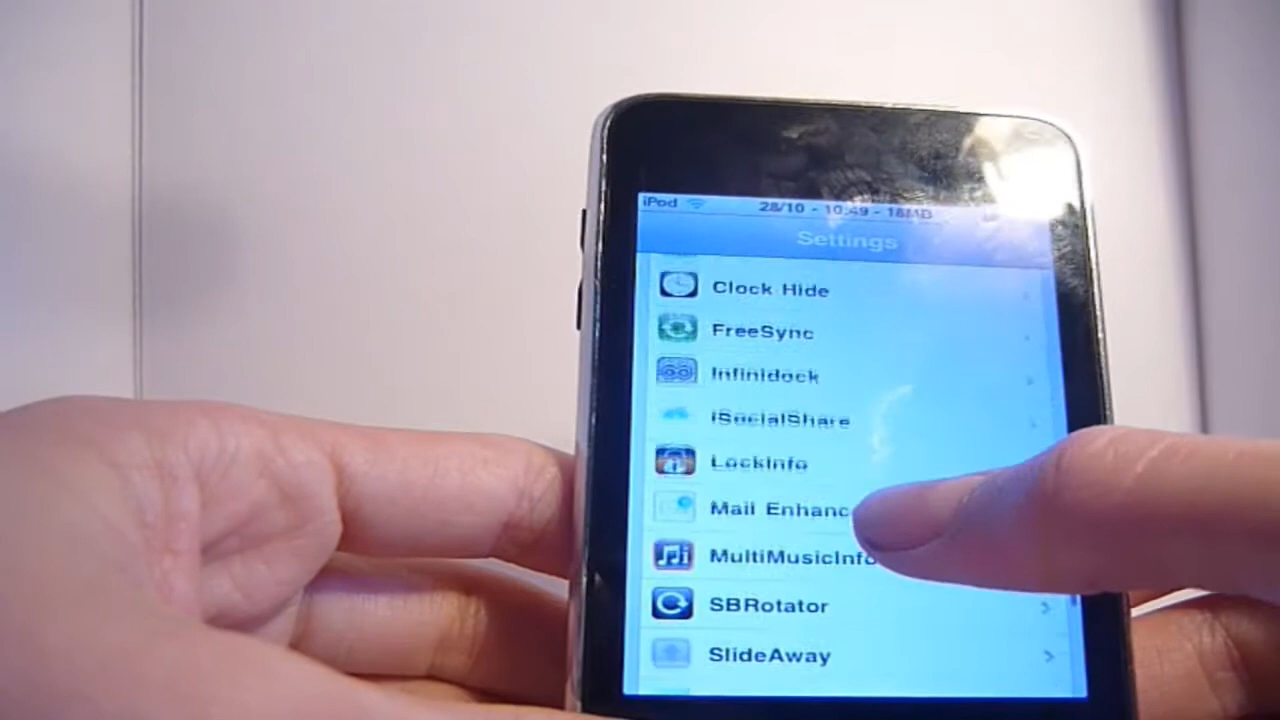 iPod 28/10 - 10:49 - 18MB
Settings
Clock Hide
FreeSync
Infinidock
iSocialShare
LockInfo
Mail Enhanc
MultiMusicInfo
SBRotator
SlideAway